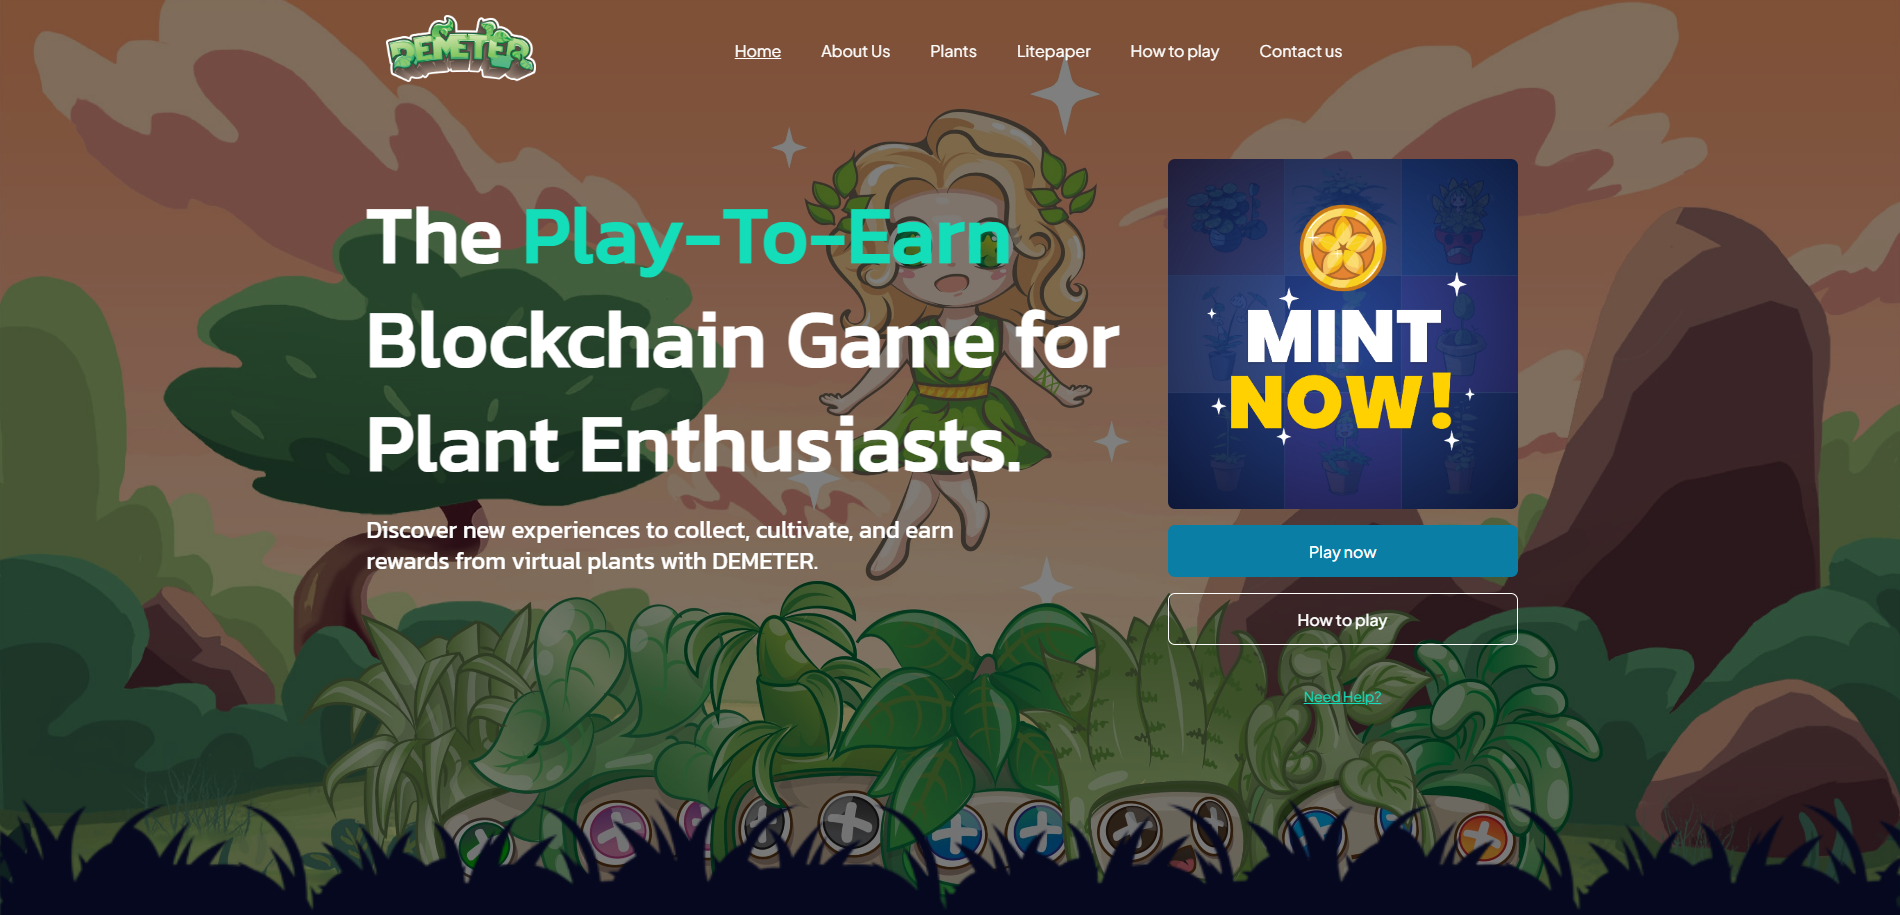 DEMETER
Home About Us Plants Litepaper How to play Contact us
The Play-To-Earn
Blockchain Game for
Plant Enthusiasts.
Discover new experiences to collect, cultivate, and earn
rewards from virtual plants with DEMETER.
MINT
NOW!
Play now
How to play
Need Help?